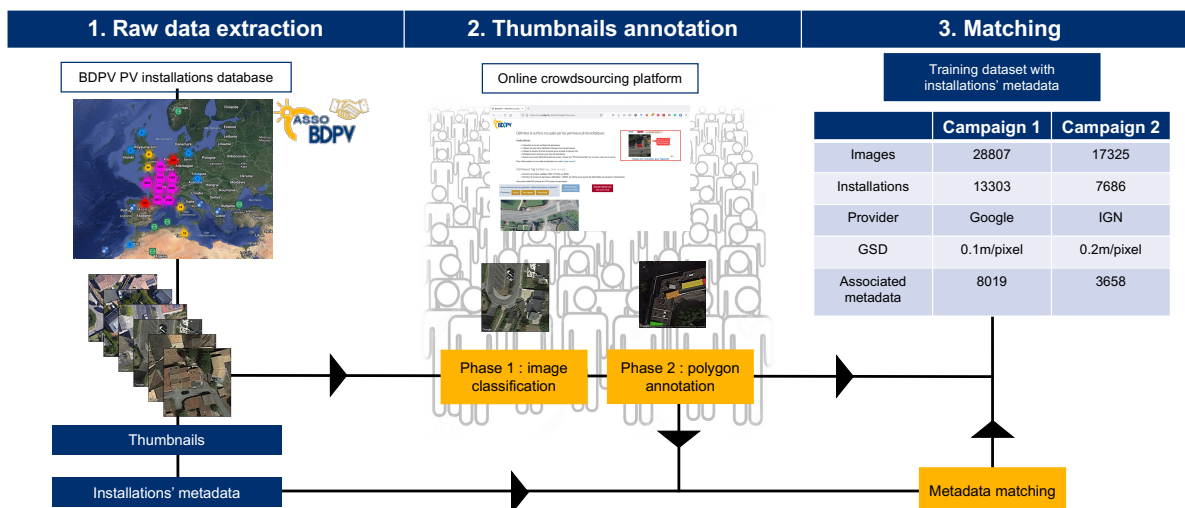 1. Raw data extraction
2. Thumbnails annotation
3. Matching
BDPV PV installations database
ASSO
BDPV
Online crowdsourcing platform
BDPV
Training dataset with
installations' metadata
Campaign 1 Campaign 2
Images 28807 17325
Installations 13303 7686
Provider Google IGN
GSD 0.1m/pixel 0.2m/pixel
Associated
metadata 8019 3658
Phase 1 : image
classification
Phase 2 : polygon
annotation
Thumbnails
Installations' metadata
Metadata matching